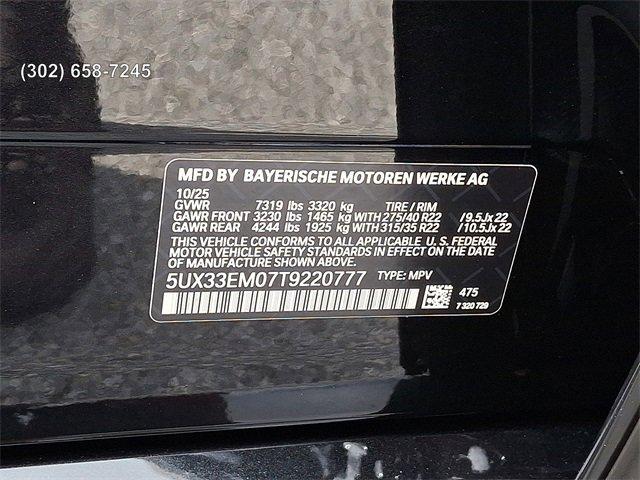 (302) 658-7245
MFD BY BAYERISCHE MOTOREN WERKE AG
10/25
GVWR 7319 lbs 3320 kg TIRE / RIM
GAWR FRONT 3230 lbs 1465 kg WITH 275/40 R22 /9.5Jx22
GAWR REAR 4244 lbs 1925 kg WITH 315/35 R22 /10.5Jx22
THIS VEHICLE CONFORMS TO ALL APPLICABLE U. S. FEDERAL
MOTOR VEHICLE SAFETY STANDARDS IN EFFECT ON THE DATE
OF MANUFACTURE SHOWN ABOVE.
5UX33EM07T9220777 TYPE: MPV
475
7 320 729